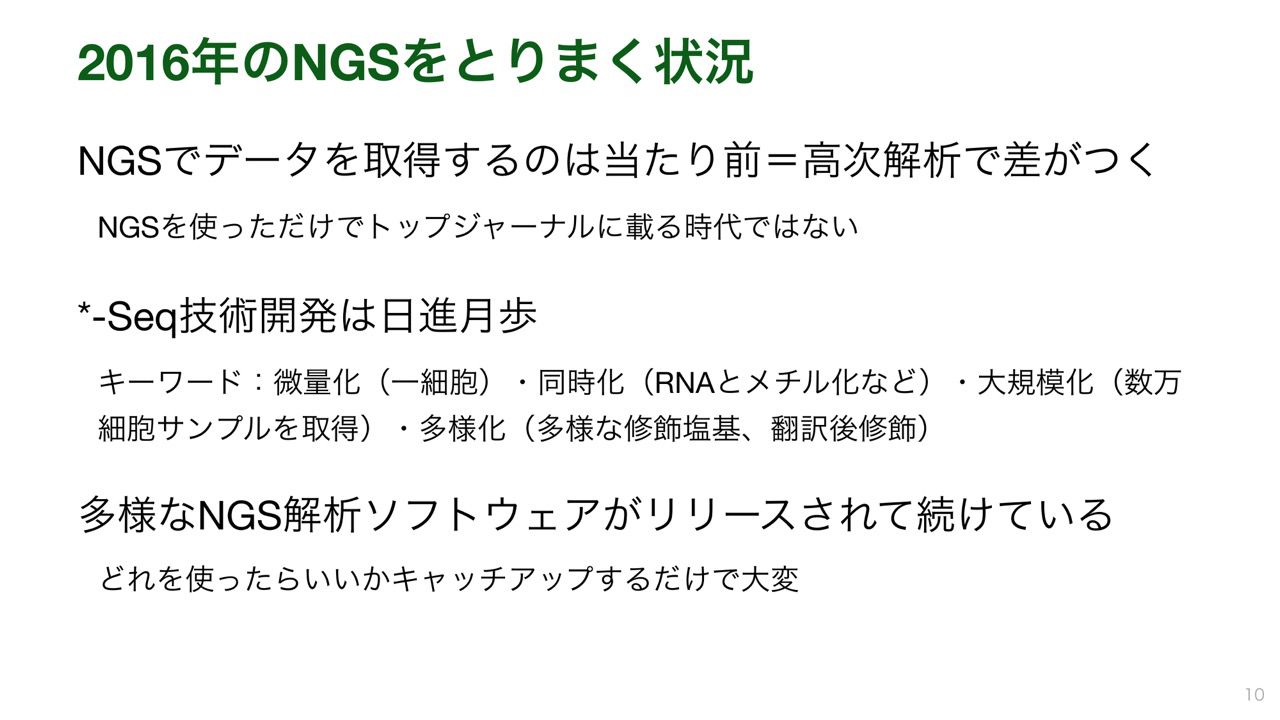 2016年のNGSをとりまく状況
NGSでデータを取得するのは当たり前＝高次解析で差がつく
NGSを使っただけでトップジャーナルに載る時代ではない
*-Seq技術開発は日進月歩
キーワード：微量化（一細胞）・同時化（RNAとメチル化など）・大規模化（数万
細胞サンプルを取得）・多様化（多様な修飾塩基、翻訳後修飾）
多様なNGS解析ソフトウェアがリリースされて続けている
どれを使ったらいいかキャッチアップするだけで大変
10